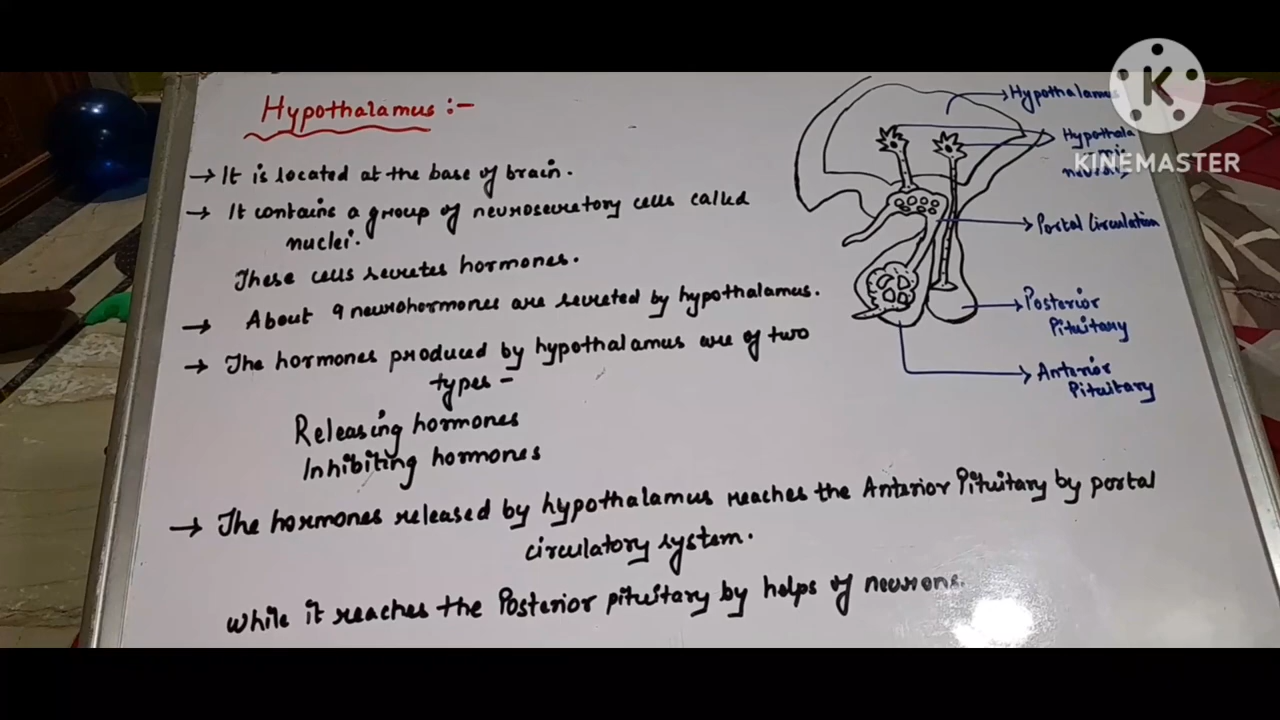 Hypothalamus :-
→ It is located at the base of brain.
→ It contains a group of neurosecretory cells called
nuclei.
These cells secretes hormones.
→ About 9 neurohormones are secreted by hypothalamus.
→ The hormones produced by hypothalamus are of two
types -
Releasing hormones
Inhibiting hormones
→ The hormones released by hypothalamus reaches the Anterior Pituitary by portal
circulatory system.
While it reaches the Posterior pituitary by helps of neurons.
Hypothalamus
Hypothala
Portal Circulation
Posterior
Pituitary
Anterior
Pituitary
K
KINEMASTER